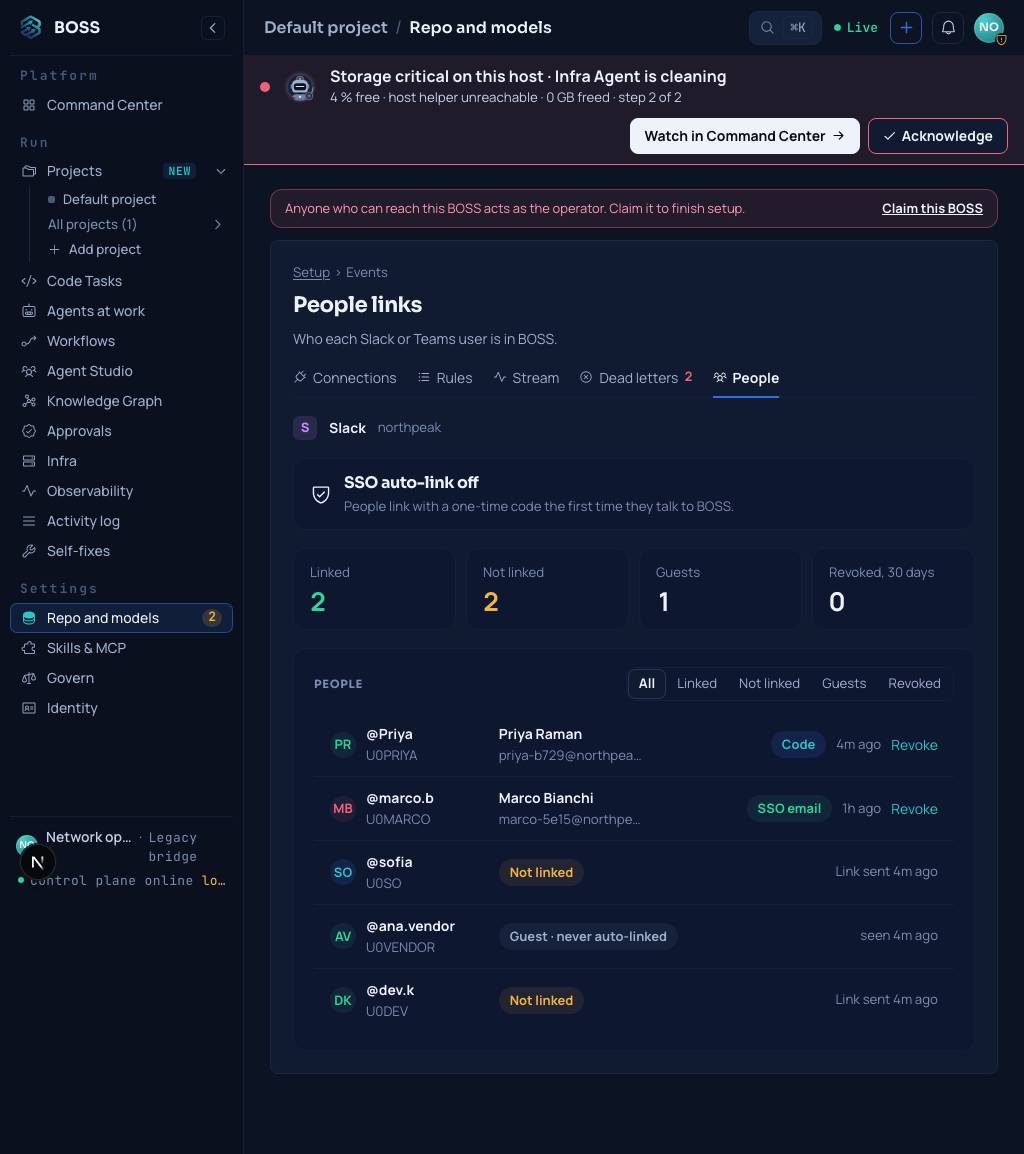 BOSS
Default project / Repo and models
⌘K
Live
NO
Platform
Command Center
Run
Projects NEW
Default project
All projects (1)
Add project
Code Tasks
Agents at work
Workflows
Agent Studio
Knowledge Graph
Approvals
Infra
Observability
Activity log
Self-fixes
Settings
Repo and models 2
Skills & MCP
Govern
Identity
Network op… · Legacy bridge
N
control plane online lo…
Storage critical on this host · Infra Agent is cleaning
4 % free · host helper unreachable · 0 GB freed · step 2 of 2
Watch in Command Center →
Acknowledge
Anyone who can reach this BOSS acts as the operator. Claim it to finish setup.
Claim this BOSS
Setup › Events
People links
Who each Slack or Teams user is in BOSS.
Connections
Rules
Stream
Dead letters 2
People
S Slack northpeak
SSO auto-link off
People link with a one-time code the first time they talk to BOSS.
Linked
2
Not linked
2
Guests
1
Revoked, 30 days
0
PEOPLE
All Linked Not linked Guests Revoked
PR @Priya Priya Raman Code 4m ago Revoke
U0PRIYA priya-b729@northpea…
MB @marco.b Marco Bianchi SSO email 1h ago Revoke
U0MARCO marco-5e15@northpe…
SO @sofia Not linked Link sent 4m ago
U0SO
AV @ana.vendor Guest · never auto-linked seen 4m ago
U0VENDOR
DK @dev.k Not linked Link sent 4m ago
U0DEV